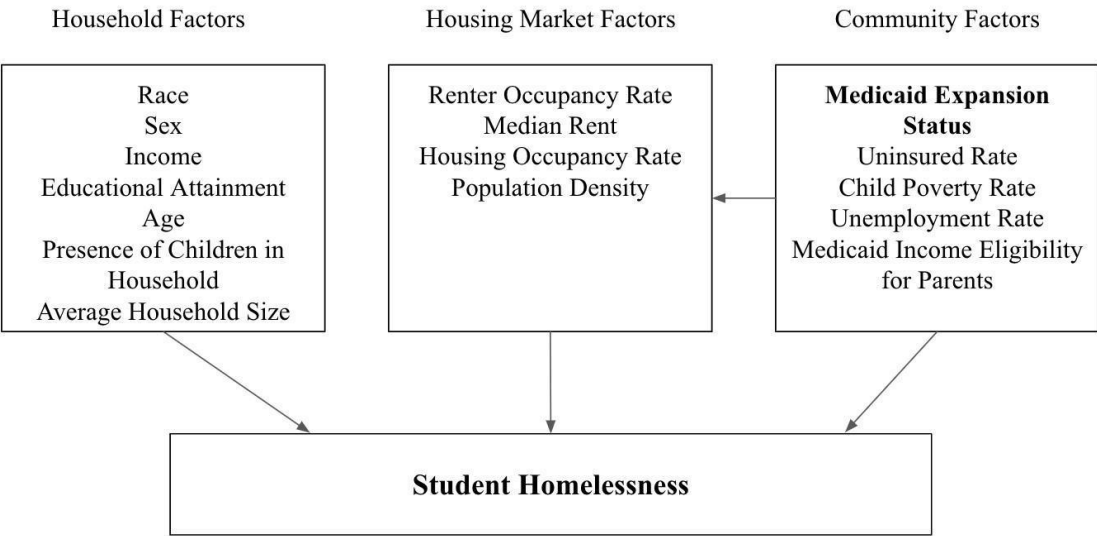 Household Factors
Housing Market Factors
Community Factors
Race
Sex
Income
Educational Attainment
Age
Presence of Children in
Household
Average Household Size
Renter Occupancy Rate
Median Rent
Housing Occupancy Rate
Population Density
Medicaid Expansion
Status
Uninsured Rate
Child Poverty Rate
Unemployment Rate
Medicaid Income Eligibility
for Parents
Student Homelessness